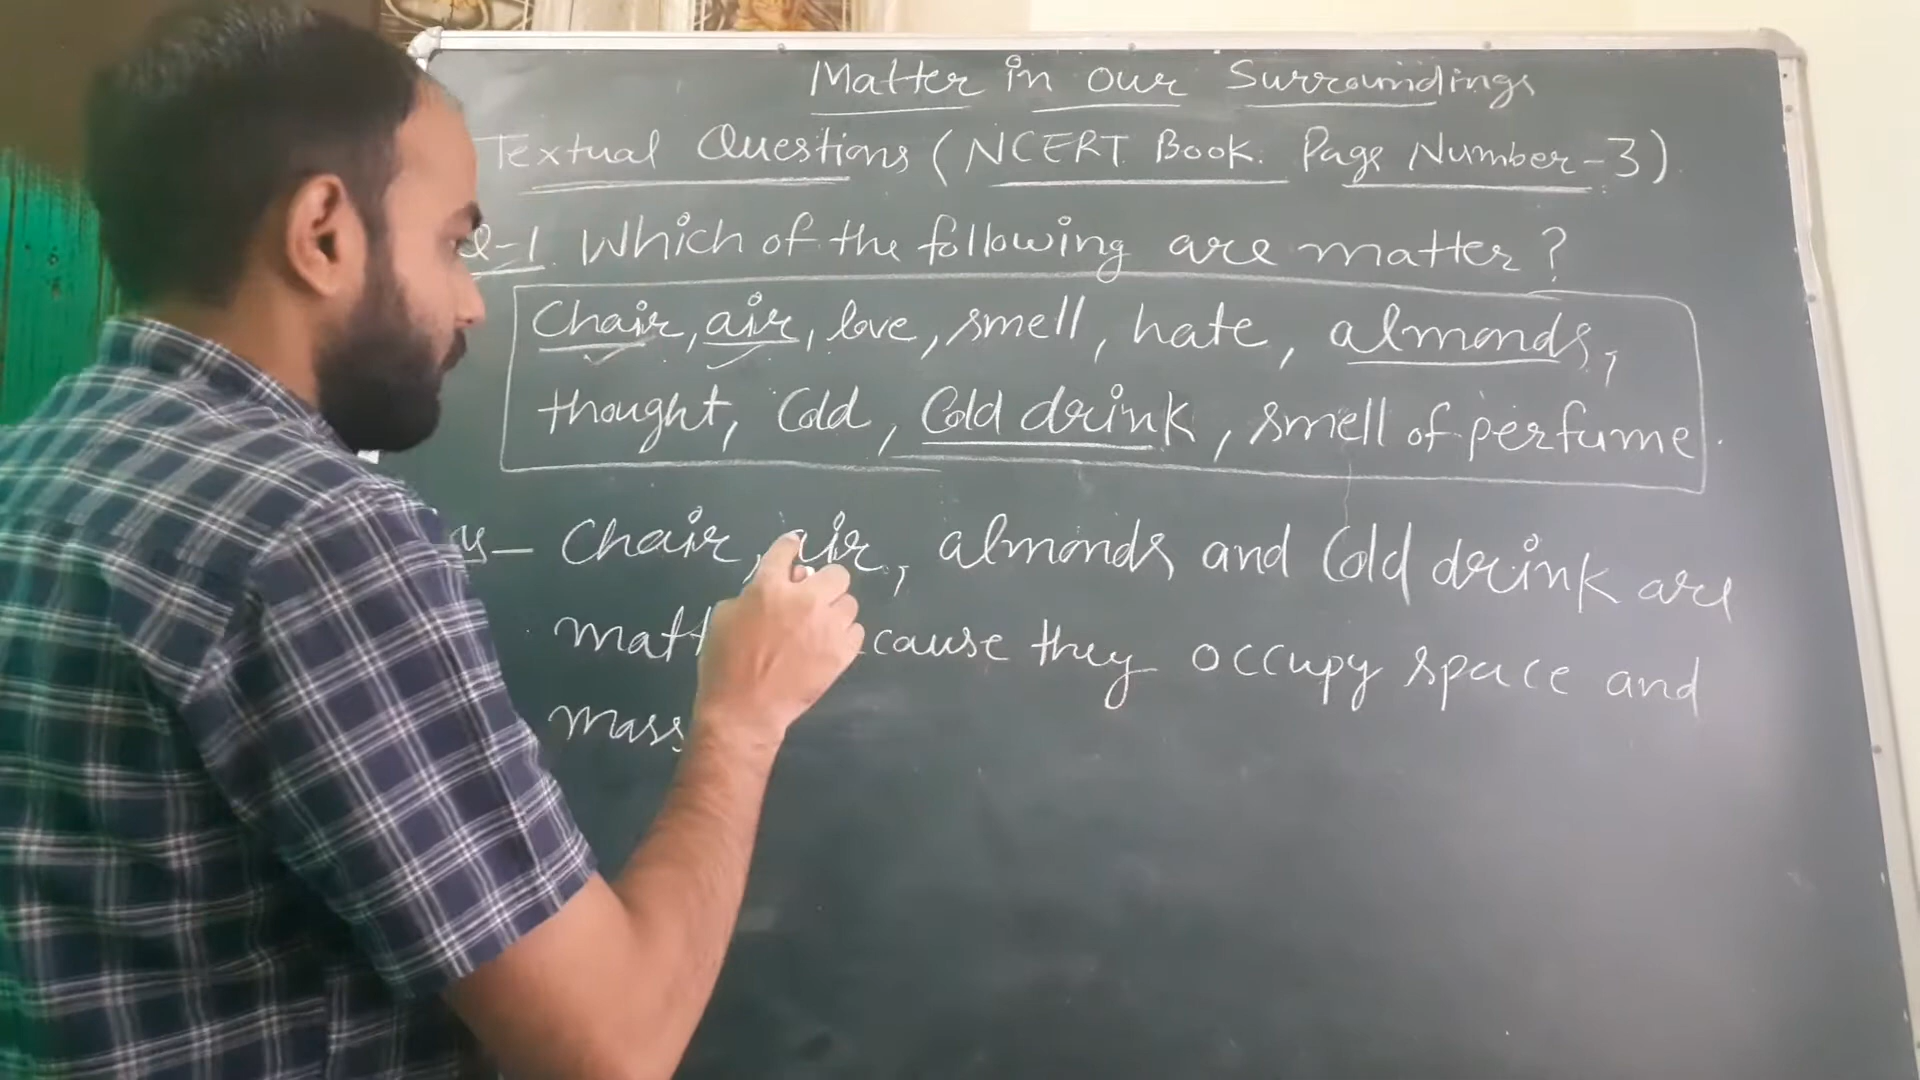 Matter in our Surroundings
Textual Questions (NCERT Book. Page Number-3)
Q-1. Which of the following are matter?
Chair, air, love, smell, hate, almonds,
thought, Cold, Cold drink, smell of perfume.
Chair, air, almonds and Cold drink are
they occupy space and
mass